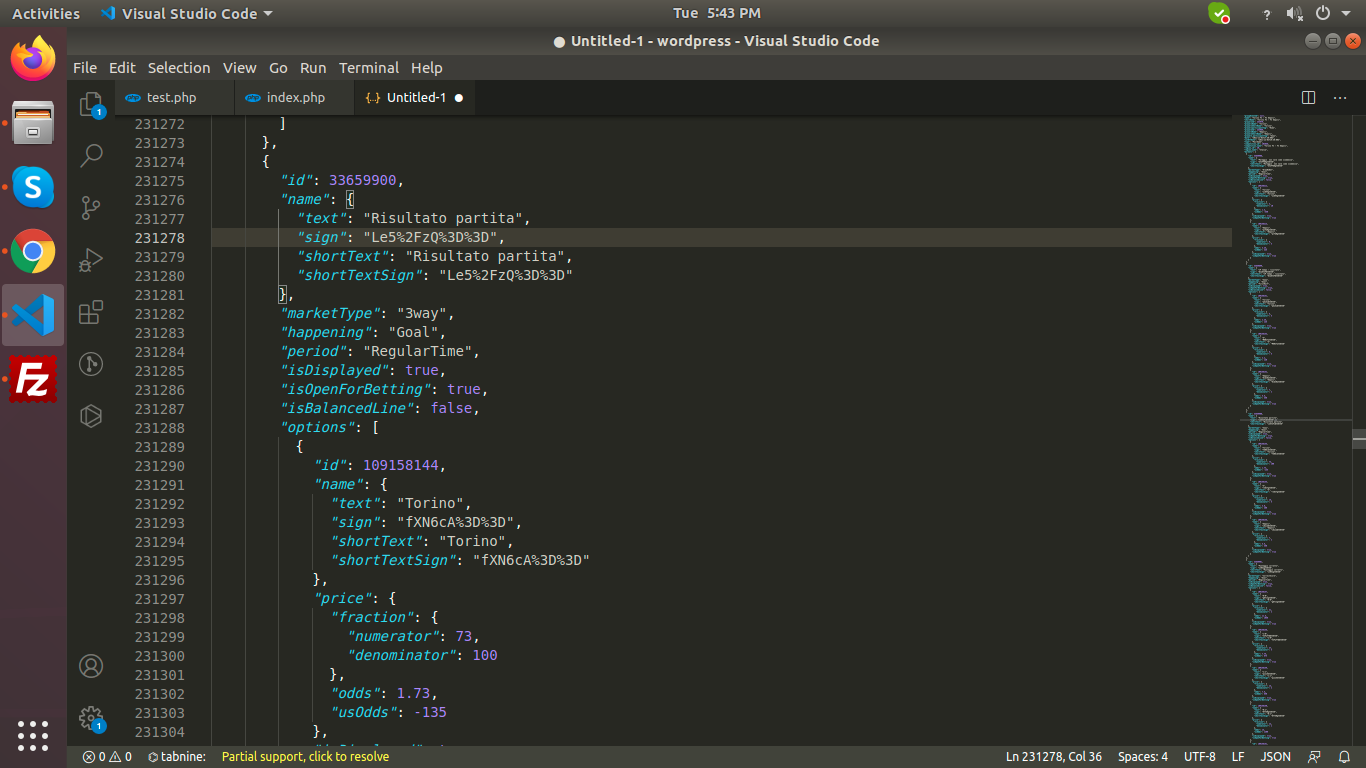 Activities Visual Studio Code Tue 5:43 PM ?
Untitled-1 - wordpress - Visual Studio Code
File Edit Selection View Go Run Terminal Help
1 test.php index.php {..} Untitled-1
231272 ]
231273 },
231274 {
231275 "id": 33659900,
231276 "name": {
231277 "text": "Risultato partita",
231278 "sign": "Le5%2FzQ%3D%3D",
231279 "shortText": "Risultato partita",
231280 "shortTextSign": "Le5%2FzQ%3D%3D"
231281 },
231282 "marketType": "3way",
231283 "happening": "Goal",
231284 "period": "RegularTime",
231285 "isDisplayed": true,
231286 "isOpenForBetting": true,
231287 "isBalancedLine": false,
231288 "options": [
231289 {
231290 "id": 109158144,
231291 "name": {
231292 "text": "Torino",
231293 "sign": "fXN6cA%3D%3D",
231294 "shortText": "Torino",
231295 "shortTextSign": "fXN6cA%3D%3D"
231296 },
231297 "price": {
231298 "fraction": {
231299 "numerator": 73,
231300 "denominator": 100
231301 },
231302 "odds": 1.73,
231303 "usOdds": -135
231304 },
S
Fz
1
0 0 tabnine: Partial support, click to resolve Ln 231278, Col 36 Spaces: 4 UTF-8 LF JSON